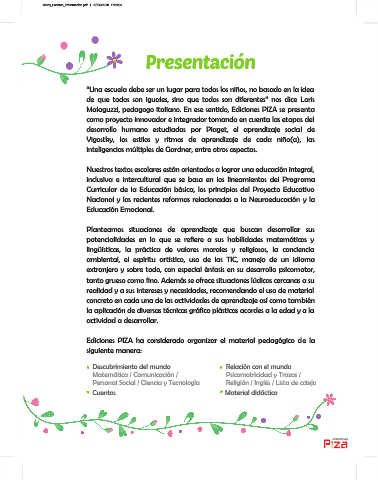 Presentación
"Una escuela debe ser un lugar para todos los niños, no basado en la idea
de que todos son iguales, sino que todos son diferentes" nos dice Loris
Malaguzzi, pedagogo italiano. En ese sentido, Ediciones PIZA se presenta
como proyecto innovador e integrador tomando en cuenta las etapas del
desarrollo humano estudiadas por Piaget, el aprendizaje social de
Vigostky, los estilos y ritmos de aprendizaje de cada niño(a), las
inteligencias múltiples de Gardner, entre otros aspectos.
Nuestros textos escolares están orientados a lograr una educación integral,
inclusiva e intercultural que se basa en los lineamientos del Programa
Curricular de la Educación básica, los principios del Proyecto Educativo
Nacional y las recientes reformas relacionadas a la Neuroeducación y la
Educación Emocional.
Planteamos situaciones de aprendizaje que buscan desarrollar sus
potencialidades en lo que se refiere a sus habilidades matemáticas y
lingüísticas, la práctica de valores morales y religiosos, la conciencia
ambiental, el espíritu artístico, uso de las TIC, manejo de un idioma
extranjero y sobre todo, con especial énfasis en su desarrollo psicomotor,
tanto grueso como fino. Además se ofrece situaciones lúdicas cercanas a su
realidad y a sus intereses y necesidades, recomendando el uso de material
concreto en cada una de las actividades de aprendizaje así como también
la aplicación de diversas técnicas gráfico plásticas acordes a la edad y a la
actividad a desarrollar.
Ediciones PIZA ha considerado organizar el material pedagógico de la
siguiente manera:
Descubrimiento del mundo
Matemática / Comunicación /
Personal Social / Ciencia y Tecnología
Cuentos
Relación con el mundo
Psicomotricidad y Trazos /
Religión / Inglés / Lista de cotejo
Material didáctico
PIZA